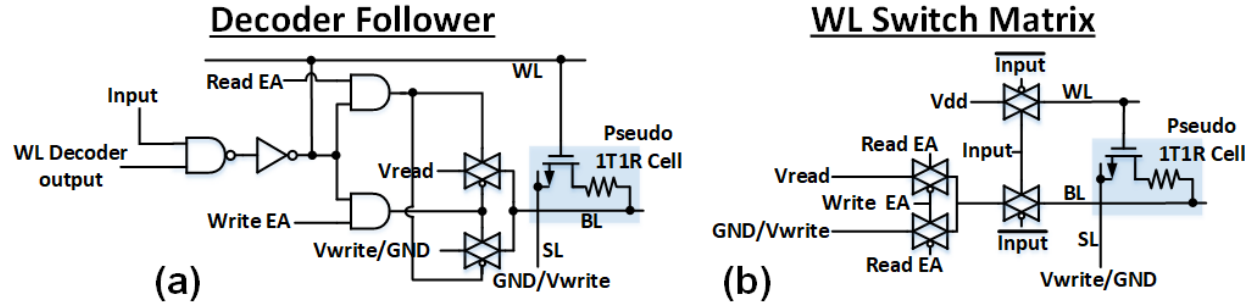 Decoder Follower
Read EA
WL
Input
WL Decoder
output
Pseudo
1T1R Cell
Vread
Write EA
BL
Vwrite/GND
SL
GND/Vwrite
(a)
WL Switch Matrix
Input
Vdd
WL
Pseudo
1T1R Cell
Read EA
Input
Vread
Write EA
BL
GND/Vwrite
Input
SL
Read EA
Vwrite/GND
(b)